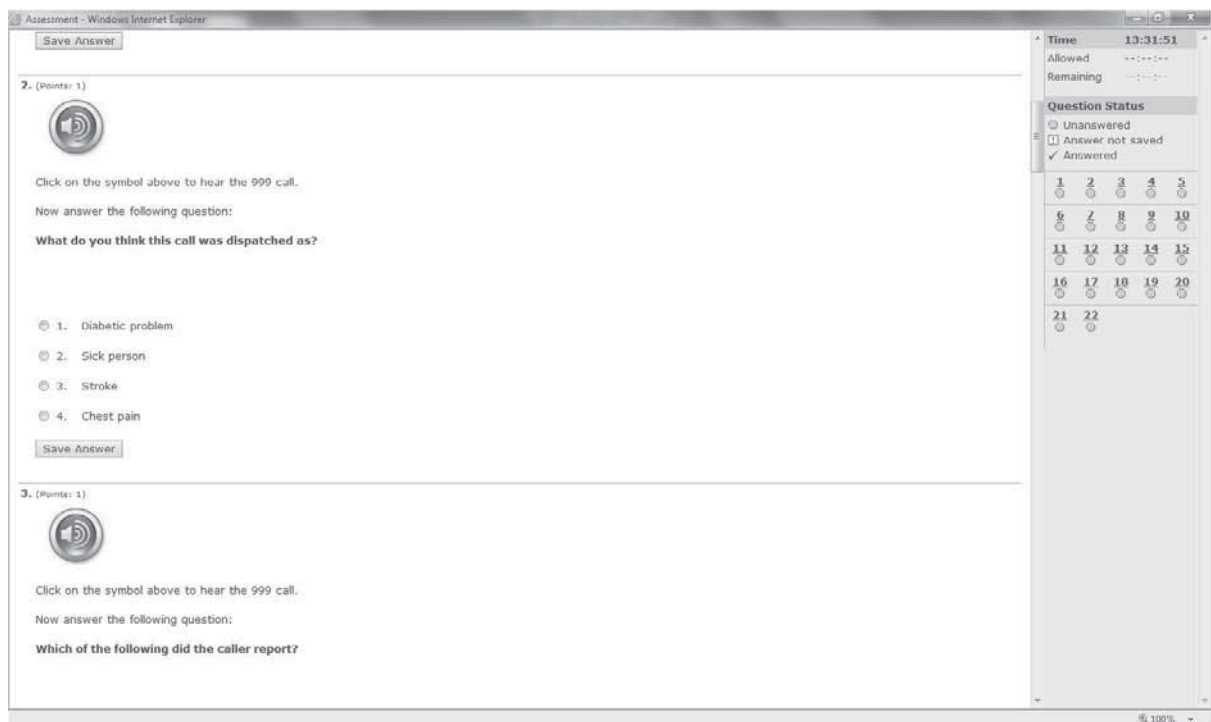 Assessment - Windows Internet Explorer
Save Answer
2. (Points: 1)
Click on the symbol above to hear the 999 call.
Now answer the following question:
What do you think this call was dispatched as?
1. Diabetic problem
2. Sick person
3. Stroke
4. Chest pain
Save Answer
3. (Points: 1)
Click on the symbol above to hear the 999 call.
Now answer the following question:
Which of the following did the caller report?
Time 13:31:51
Allowed --:--:--
Remaining --:--:--
Question Status
Unanswered
Answer not saved
Answered
1 2 3 4 5
6 7 8 9 10
11 12 13 14 15
16 17 18 19 20
21 22
100%